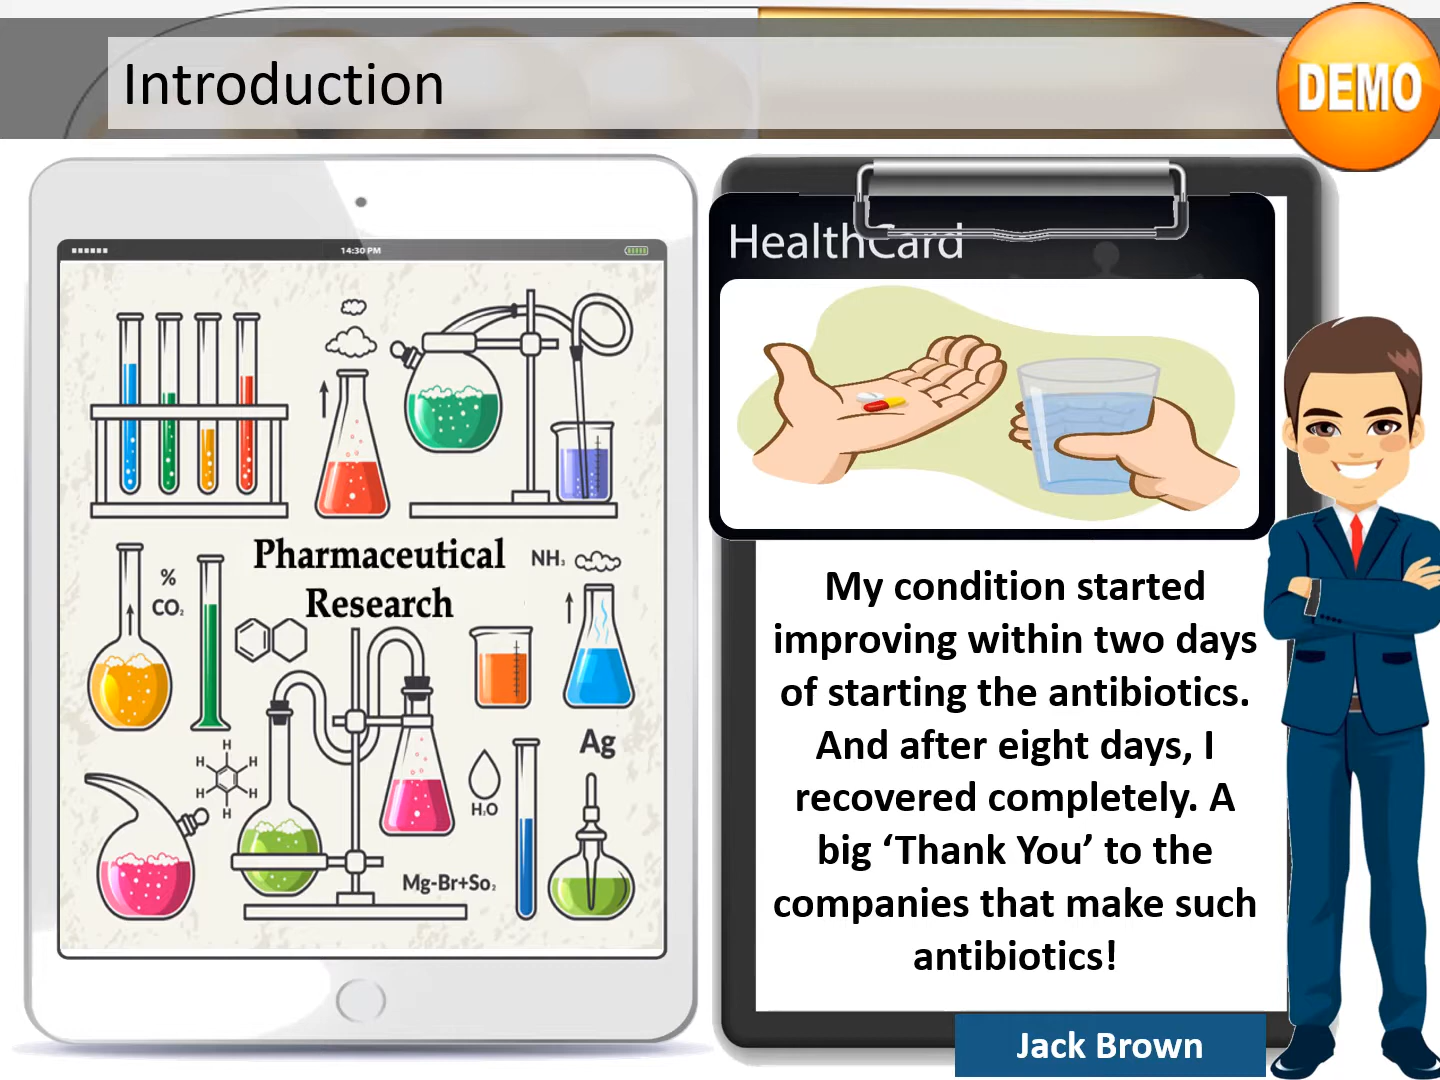 Introduction
DEMO
14:30 PM
Pharmaceutical
Research
NH₃
%
CO₂
Ag
H
H
H
H
H
H
H₂O
Mg-Br+So₂
HealthCard
My condition started
improving within two days
of starting the antibiotics.
And after eight days, I
recovered completely. A
big ‘Thank You’ to the
companies that make such
antibiotics!
Jack Brown